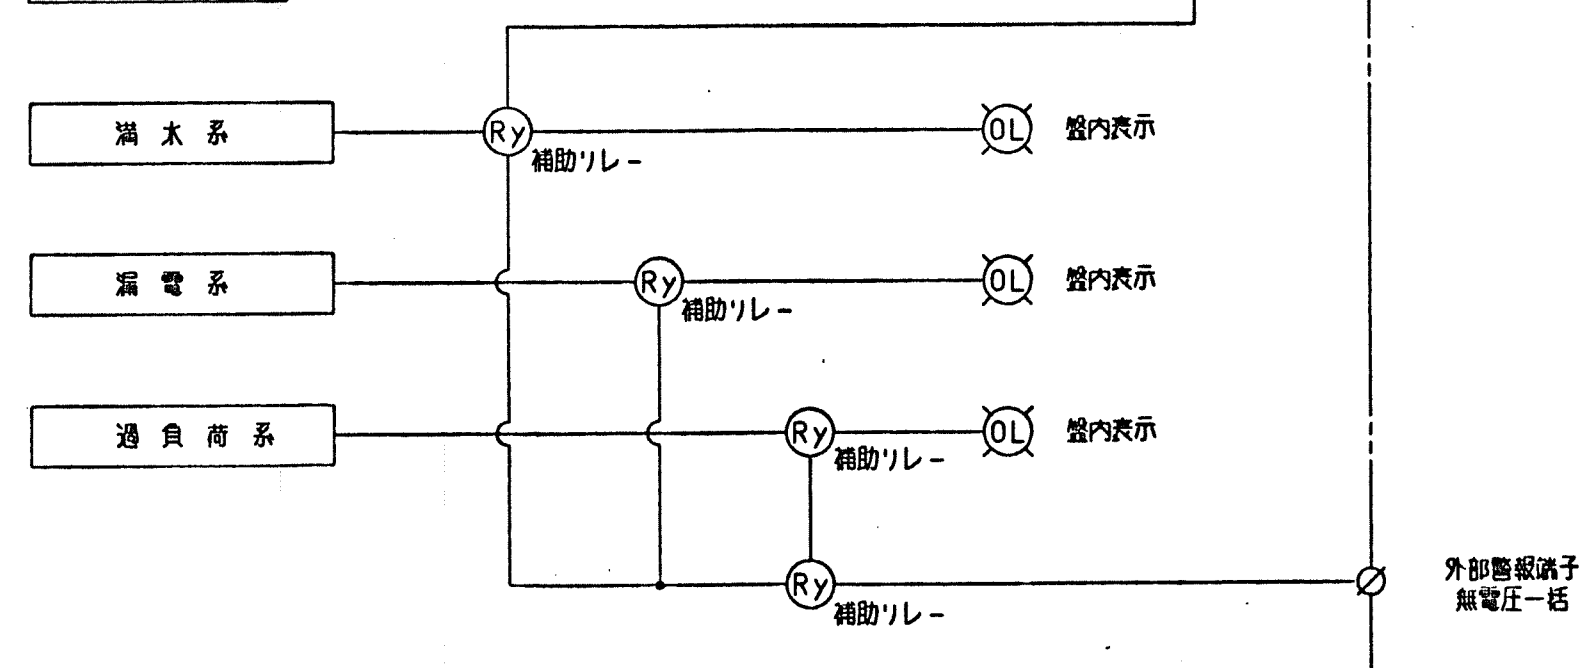 満水系
Ry
補助リレー
OL
盤内表示
漏電系
Ry
補助リレー
OL
盤内表示
過負荷系
Ry
補助リレー
OL
盤内表示
Ry
補助リレー
外部警報端子
無電圧一括